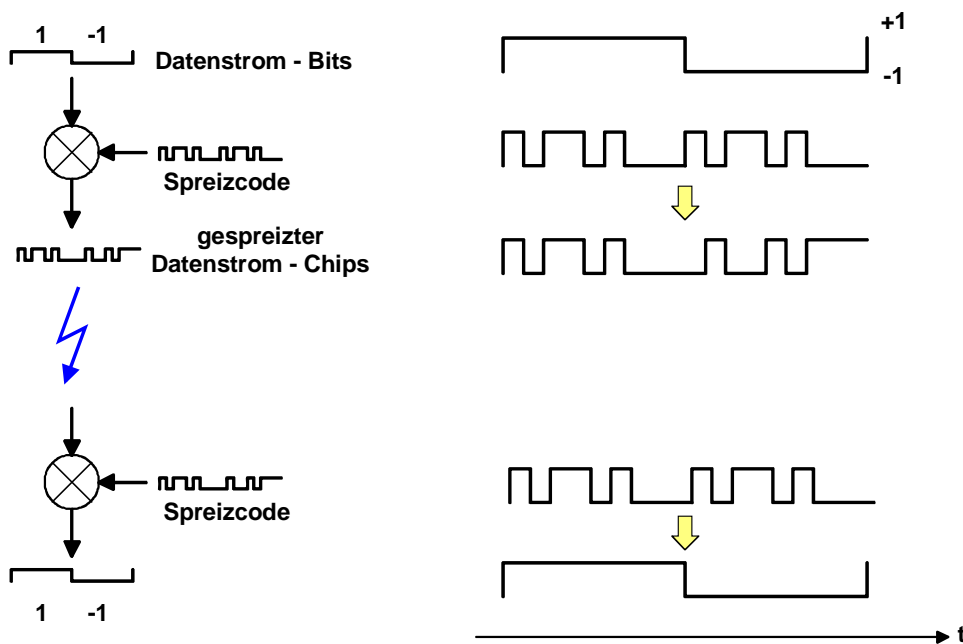 1 -1
+1
Datenstrom - Bits
-1
Spreizcode
gespreizter
Datenstrom - Chips
Spreizcode
1 -1
t